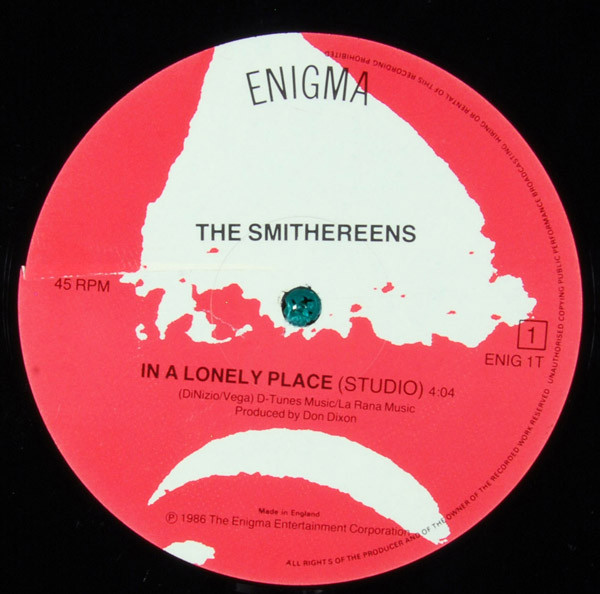 ENIGMA
THE SMITHEREENS
45 RPM
1
ENIG 1T
IN A LONELY PLACE (STUDIO) 4:04
(DiNizio/Vega) D-Tunes Music/La Rana Music
Produced by Don Dixon
Made in England
℗ 1986 The Enigma Entertainment Corporation
ALL RIGHTS OF THE PRODUCER AND OF THE OWNER OF THE RECORDED WORK RESERVED UNAUTHORISED COPYING PUBLIC PERFORMANCE BROADCASTING HIRING OR RENTAL OF THIS RECORDING PROHIBITED